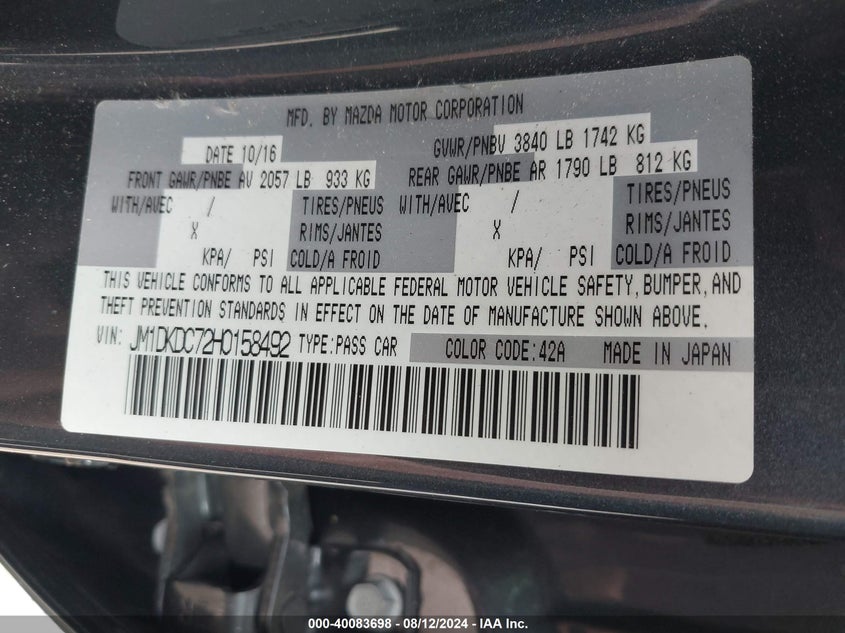 MFD. BY MAZDA MOTOR CORPORATION
DATE 10/16 GVWR/PNBV 3840 LB 1742 KG
FRONT GAWR/PNBE AV 2057 LB 933 KG REAR GAWR/PNBE AR 1790 LB 812 KG
WITH/AVEC / TIRES/PNEUS WITH/AVEC / TIRES/PNEUS
X RIMS/JANTES X RIMS/JANTES
KPA/ PSI COLD/A FROID KPA/ PSI COLD/A FROID
THIS VEHICLE CONFORMS TO ALL APPLICABLE FEDERAL MOTOR VEHICLE SAFETY, BUMPER, AND
THEFT PREVENTION STANDARDS IN EFFECT ON THE DATE OF MANUFACTURE SHOWN ABOVE.
VIN: JM1DKDC72H0158492 TYPE:PASS CAR COLOR CODE:42A MADE IN JAPAN
000-40083698 - 08/12/2024 - IAA Inc.